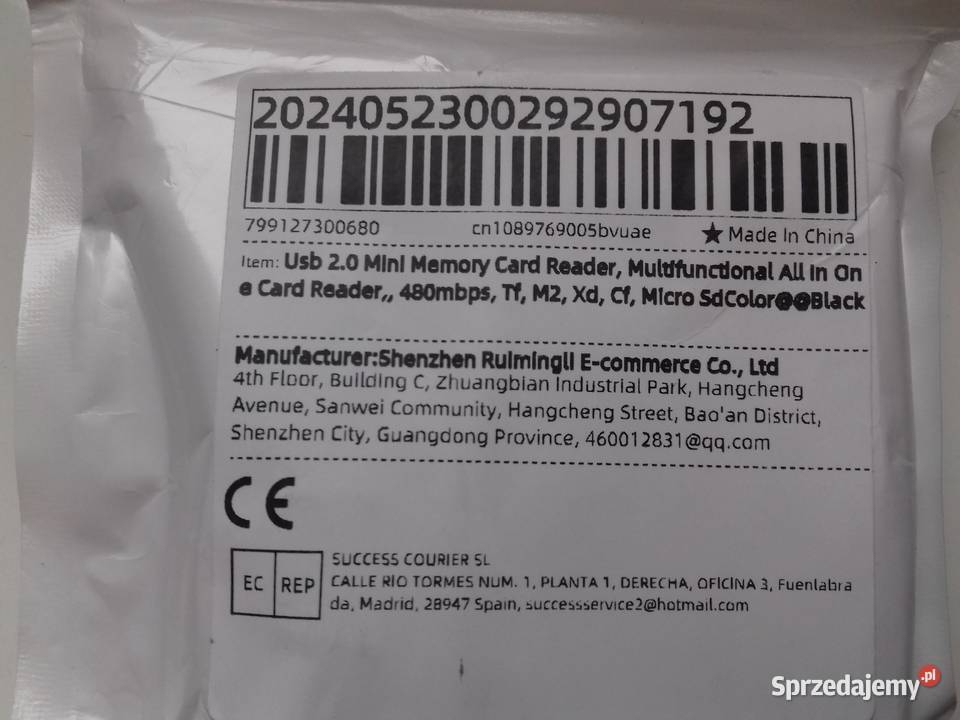 2024052300292907192
799127300680 cn1089769005bvuae ★ Made In China
Item: Usb 2.0 Mini Memory Card Reader, Multifunctional All In On
e Card Reader,, 480mbps, Tf, M2, Xd, Cf, Micro SdColor@@Black
Manufacturer:Shenzhen Ruimingli E-commerce Co., Ltd
4th Floor, Building C, Zhuangbian Industrial Park, Hangcheng
Avenue, Sanwei Community, Hangcheng Street, Bao'an District,
Shenzhen City, Guangdong Province, 460012831@qq.com
CE
EC REP
SUCCESS COURIER SL
CALLE RIO TORMES NUM. 1, PLANTA 1, DERECHA, OFICINA 3, Fuenlabra
da, Madrid, 28947 Spain, successservice2@hotmail.com
Sprzedajemy.pl